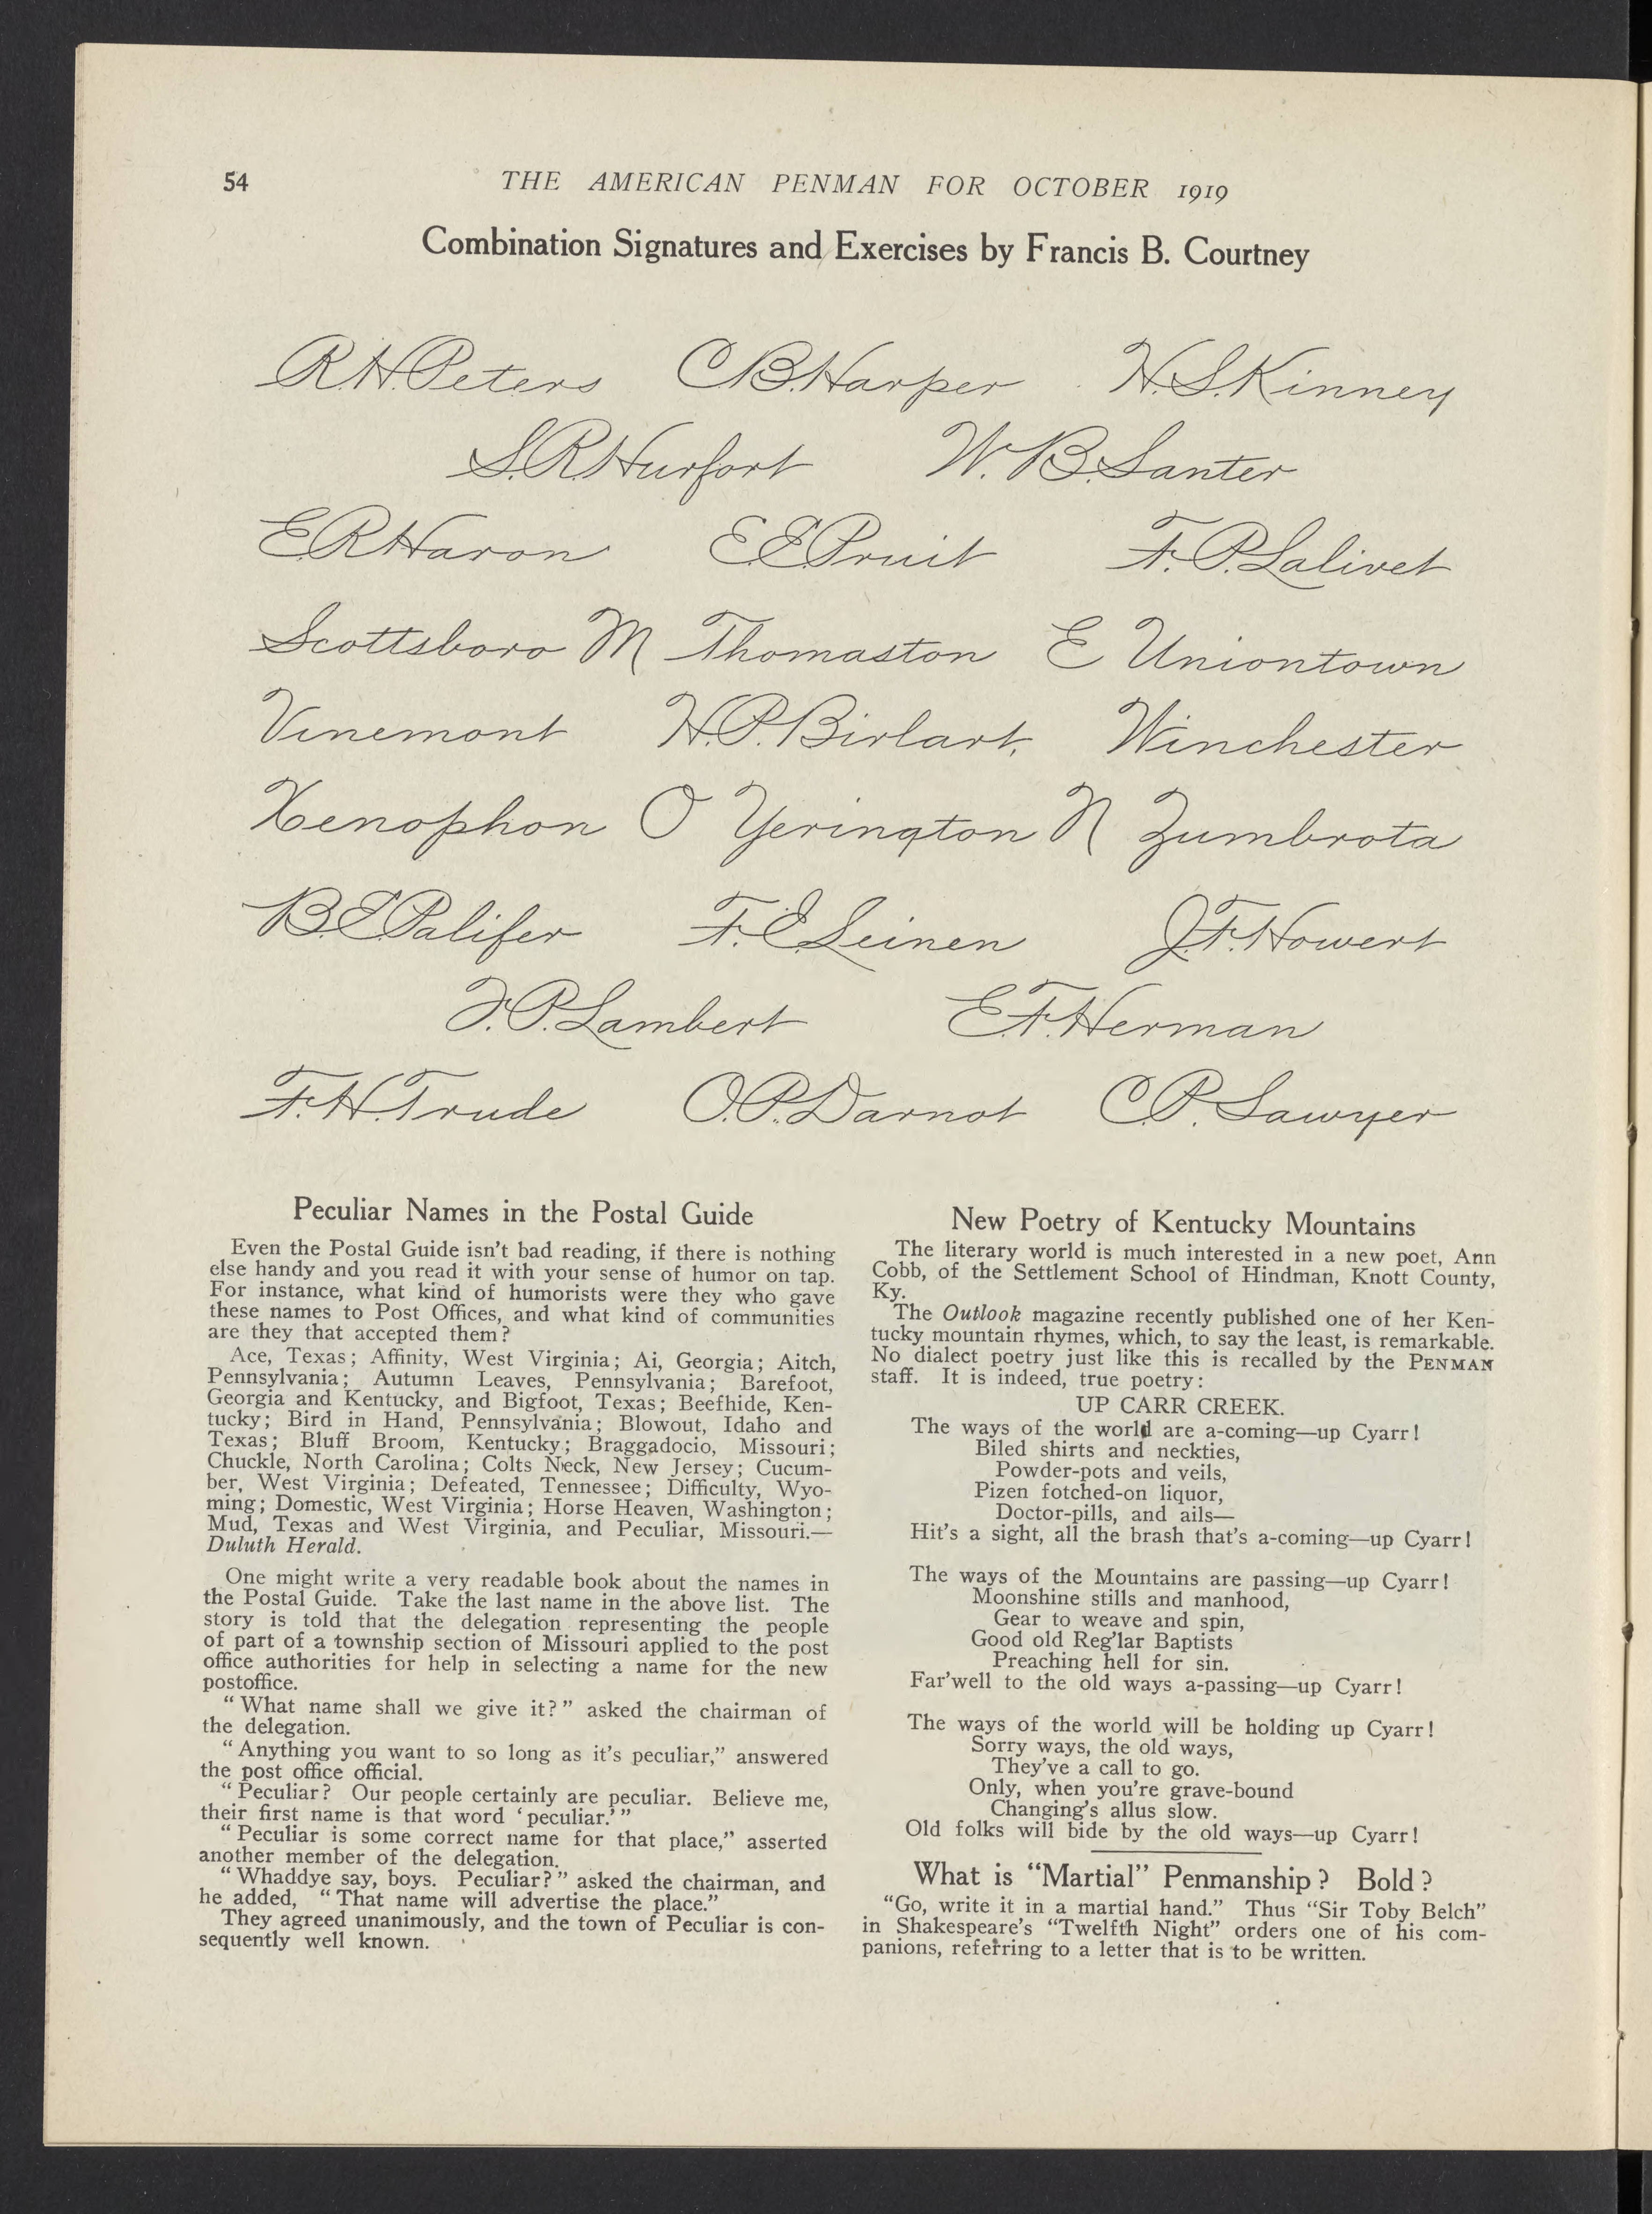 54
THE AMERICAN PENMAN FOR OCTOBER 1919
Combination Signatures and Exercises by Francis B. Courtney
R.H. Peters C.B. Harper H.S. Kinney
S.R. Hurfort W.B. Santer
E.R. Havon E.E. Pruit F.P. Lalivet
Scottsboro M Thomaston E Uniontown
Vinemont H.P. Birlart, Winchester
Xenophon O Yerington N Zumbrota
B.E. Palifer F.E. Leinen J.F. Howert
F.P. Lambert E.F. Herman
F.H. Trude O.P. Darnot C.P. Sawyer
Peculiar Names in the Postal Guide
Even the Postal Guide isn't bad reading, if there is nothing
else handy and you read it with your sense of humor on tap.
For instance, what kind of humorists were they who gave
these names to Post Offices, and what kind of communities
are they that accepted them?
Ace, Texas; Affinity, West Virginia; Ai, Georgia; Aitch,
Pennsylvania; Autumn Leaves, Pennsylvania; Barefoot,
Georgia and Kentucky, and Bigfoot, Texas; Beefhide, Ken-
tucky; Bird in Hand, Pennsylvania; Blowout, Idaho and
Texas; Bluff Broom, Kentucky; Braggadocio, Missouri;
Chuckle, North Carolina; Colts Neck, New Jersey; Cucum-
ber, West Virginia; Defeated, Tennessee; Difficulty, Wyo-
ming; Domestic, West Virginia; Horse Heaven, Washington;
Mud, Texas and West Virginia, and Peculiar, Missouri.—
Duluth Herald.
One might write a very readable book about the names in
the Postal Guide. Take the last name in the above list. The
story is told that the delegation representing the people
of part of a township section of Missouri applied to the post
office authorities for help in selecting a name for the new
postoffice.
"What name shall we give it?" asked the chairman of
the delegation.
"Anything you want to so long as it's peculiar," answered
the post office official.
"Peculiar? Our people certainly are peculiar. Believe me,
their first name is that word 'peculiar.'"
"Peculiar is some correct name for that place," asserted
another member of the delegation.
"Whaddye say, boys. Peculiar?" asked the chairman, and
he added, "That name will advertise the place."
They agreed unanimously, and the town of Peculiar is con-
sequently well known.
New Poetry of Kentucky Mountains
The literary world is much interested in a new poet, Ann
Cobb, of the Settlement School of Hindman, Knott County,
Ky.
The Outlook magazine recently published one of her Ken-
tucky mountain rhymes, which, to say the least, is remarkable.
No dialect poetry just like this is recalled by the PENMAN
staff. It is indeed, true poetry:
UP CARR CREEK.
The ways of the world are a-coming—up Cyarr!
Biled shirts and neckties,
Powder-pots and veils,
Pizen fotched-on liquor,
Doctor-pills, and ails—
Hit's a sight, all the brash that's a-coming—up Cyarr!
The ways of the Mountains are passing—up Cyarr!
Moonshine stills and manhood,
Gear to weave and spin,
Good old Reg'lar Baptists
Preaching hell for sin.
Far'well to the old ways a-passing—up Cyarr!
The ways of the world will be holding up Cyarr!
Sorry ways, the old ways,
They've a call to go.
Only, when you're grave-bound
Changing's allus slow.
Old folks will bide by the old ways—up Cyarr!
What is "Martial" Penmanship? Bold?
"Go, write it in a martial hand." Thus "Sir Toby Belch"
in Shakespeare's "Twelfth Night" orders one of his com-
panions, referring to a letter that is to be written.